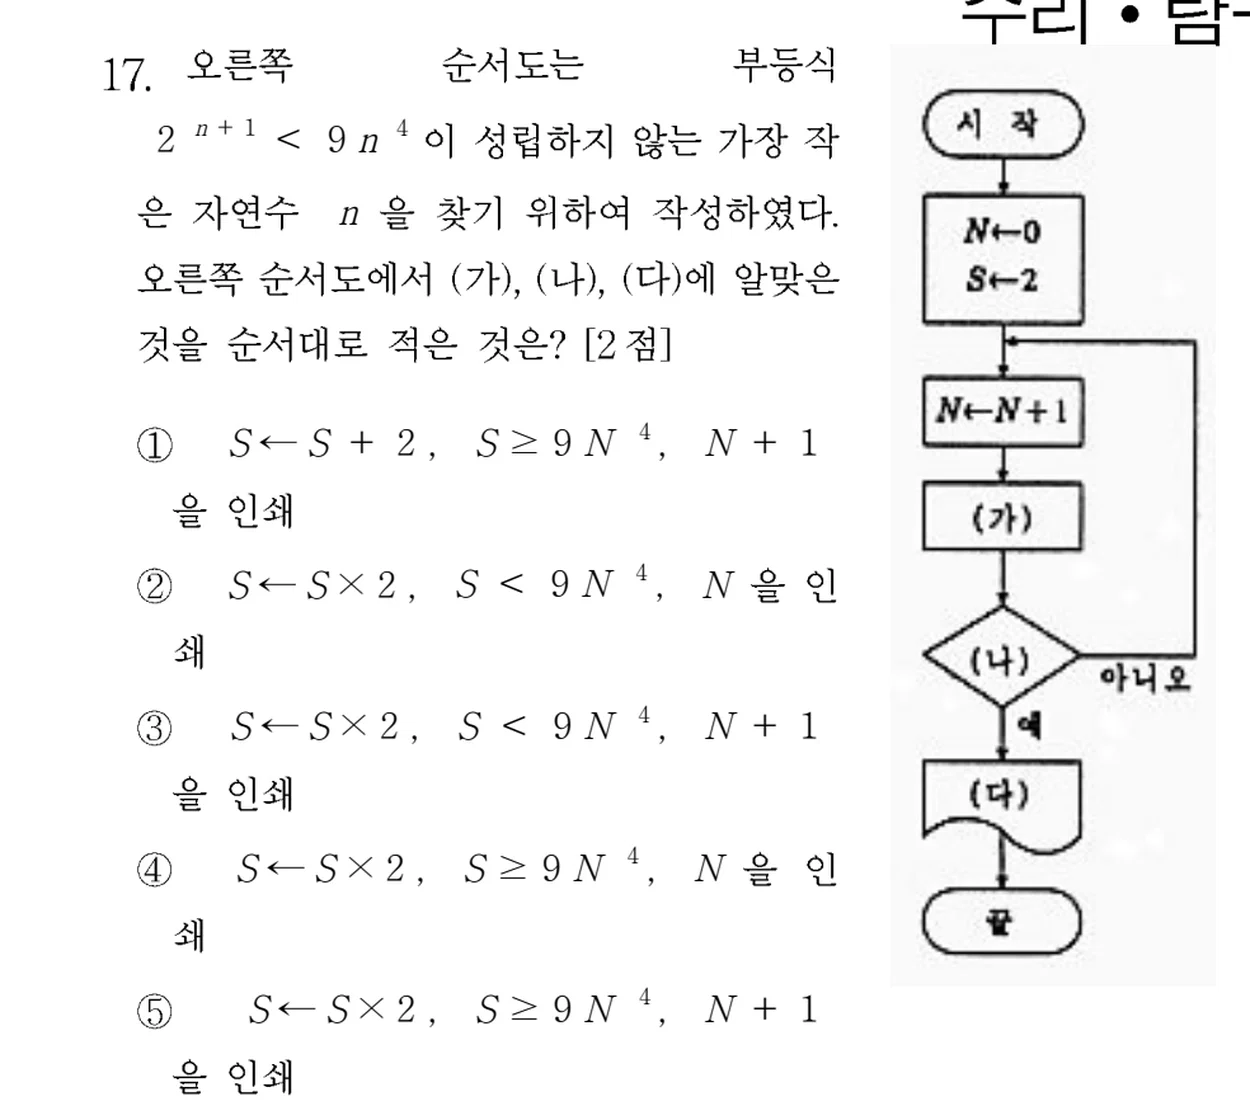 수리 • 탐구
17. 오른쪽 순서도는 부등식
2 ⁿ⁺¹ < 9 n ⁴ 이 성립하지 않는 가장 작
은 자연수 n 을 찾기 위하여 작성하였다.
오른쪽 순서도에서 (가), (나), (다)에 알맞은
것을 순서대로 적은 것은? [2점]
① S←S + 2, S≥9N ⁴, N + 1
을 인쇄
② S←S×2, S < 9N ⁴, N 을 인
쇄
③ S←S×2, S < 9N ⁴, N + 1
을 인쇄
④ S←S×2, S≥9N ⁴, N 을 인
쇄
⑤ S←S×2, S≥9N ⁴, N + 1
을 인쇄
시 작
N←0
S←2
N←N+1
(가)
(나)
아니오
예
(다)
끝